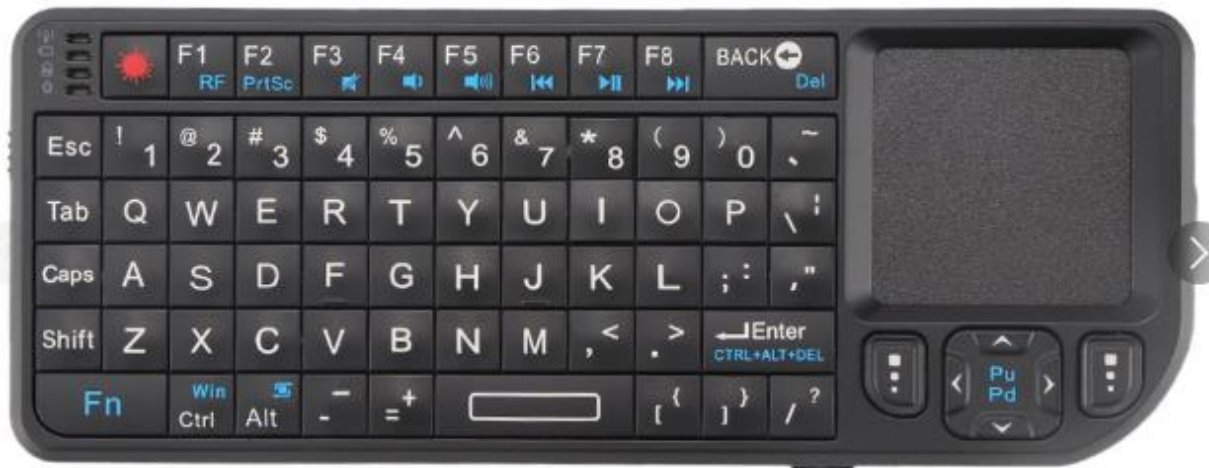 F1 RF F2 PrtSc F3 F4 F5 F6 F7 F8 BACK Del
Esc ! 1 @ 2 # 3 $ 4 % 5 ^ 6 & 7 * 8 ( 9 ) 0 ~ `
Tab Q W E R T Y U I O P \ ¦
Caps A S D F G H J K L ; : , "
Shift Z X C V B N M , < . > Enter CTRL+ALT+DEL
Fn Win Ctrl Alt - _ = + [ { ] } / ?
Pu
Pd